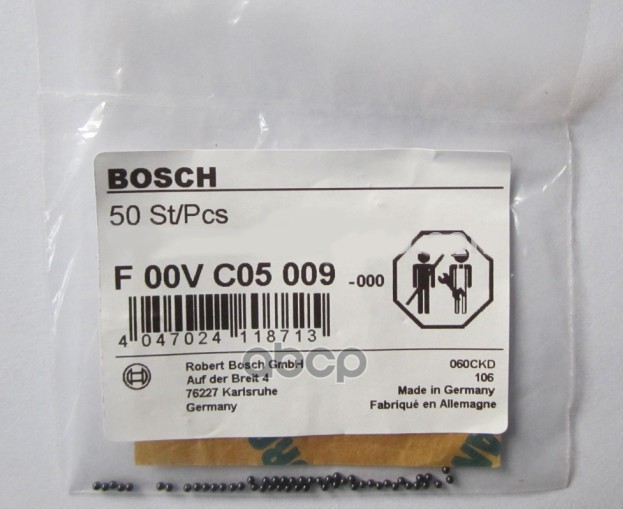 BOSCH
50 St/Pcs
F 00V C05 009 -000
4 047024 118713
Robert Bosch GmbH
Auf der Breit 4
76227 Karlsruhe
Germany
060CKD
106
Made in Germany
Fabriqué en Allemagne
abcp